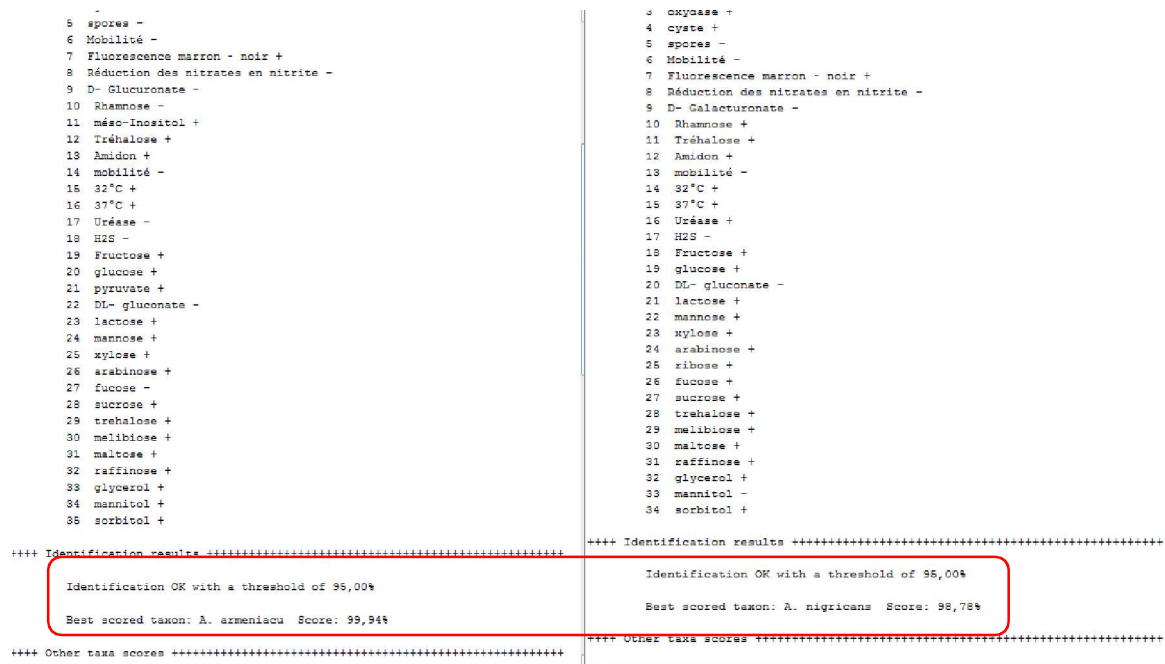 5 spores -
6 Mobilité -
7 Fluorescence marron - noir +
8 Réduction des nitrates en nitrite -
9 D- Glucuronate -
10 Rhamnose -
11 méso-Inositol +
12 Tréhalose +
13 Amidon +
14 mobilité -
15 32°C +
16 37°C +
17 Uréase -
18 H2S -
19 Fructose +
20 glucose +
21 pyruvate +
22 DL- gluconate -
23 lactose +
24 mannose +
25 xylose +
26 arabinose +
27 fucose -
28 sucrose +
29 trehalose +
30 melibiose +
31 maltose +
32 raffinose +
33 glycerol +
34 mannitol +
35 sorbitol +
++++ Identification results +++++++++++++++++++++++++++++++++++++++++++++++++
Identification OK with a threshold of 95,00%
Best scored taxon: A. armeniacu Score: 99,94%
++++ Other taxa scores ++++++++++++++++++++++++++++++++++++++++++++++++++++++
3 oxydase +
4 cyste +
5 spores -
6 Mobilité -
7 Fluorescence marron - noir +
8 Réduction des nitrates en nitrite -
9 D- Galacturonate -
10 Rhamnose +
11 Tréhalose +
12 Amidon +
13 mobilité -
14 32°C +
15 37°C +
16 Uréase +
17 H2S -
18 Fructose +
19 glucose +
20 DL- gluconate -
21 lactose +
22 mannose +
23 xylose +
24 arabinose +
25 ribose +
26 fucose +
27 sucrose +
28 trehalose +
29 melibiose +
30 maltose +
31 raffinose +
32 glycerol +
33 mannitol -
34 sorbitol +
++++ Identification results +++++++++++++++++++++++++++++++++++++++++++++++++++
Identification OK with a threshold of 95,00%
Best scored taxon: A. nigricans Score: 98,78%
++++ Other taxa scores ++++++++++++++++++++++++++++++++++++++++++++++++++++++++